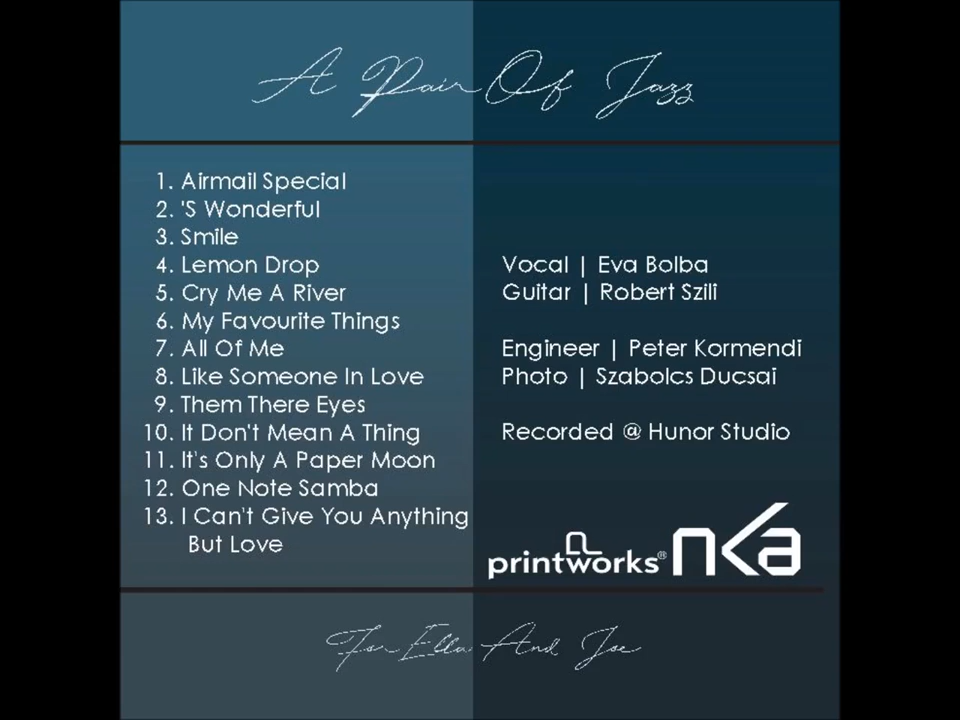 A Pair Of Jazz
1. Airmail Special
2. 'S Wonderful
3. Smile
4. Lemon Drop
5. Cry Me A River
6. My Favourite Things
7. All Of Me
8. Like Someone In Love
9. Them There Eyes
10. It Don't Mean A Thing
11. It's Only A Paper Moon
12. One Note Samba
13. I Can't Give You Anything
But Love
Vocal | Eva Bolba
Guitar | Robert Szili
Engineer | Peter Kormendi
Photo | Szabolcs Ducsai
Recorded @ Hunor Studio
printworks®
nka
For Ella And Joe